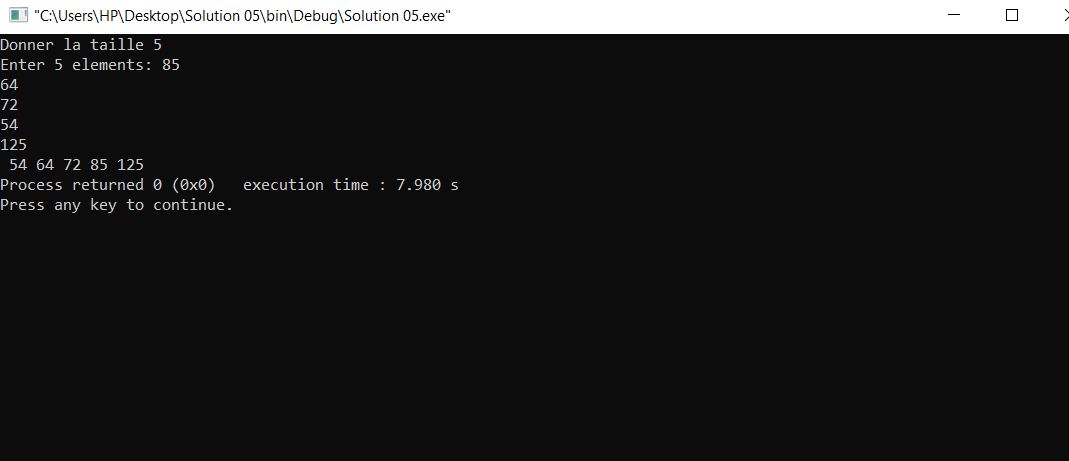 "C:\Users\HP\Desktop\Solution 05\bin\Debug\Solution 05.exe"
Donner la taille 5
Enter 5 elements: 85
64
72
54
125
 54 64 72 85 125
Process returned 0 (0x0)   execution time : 7.980 s
Press any key to continue.